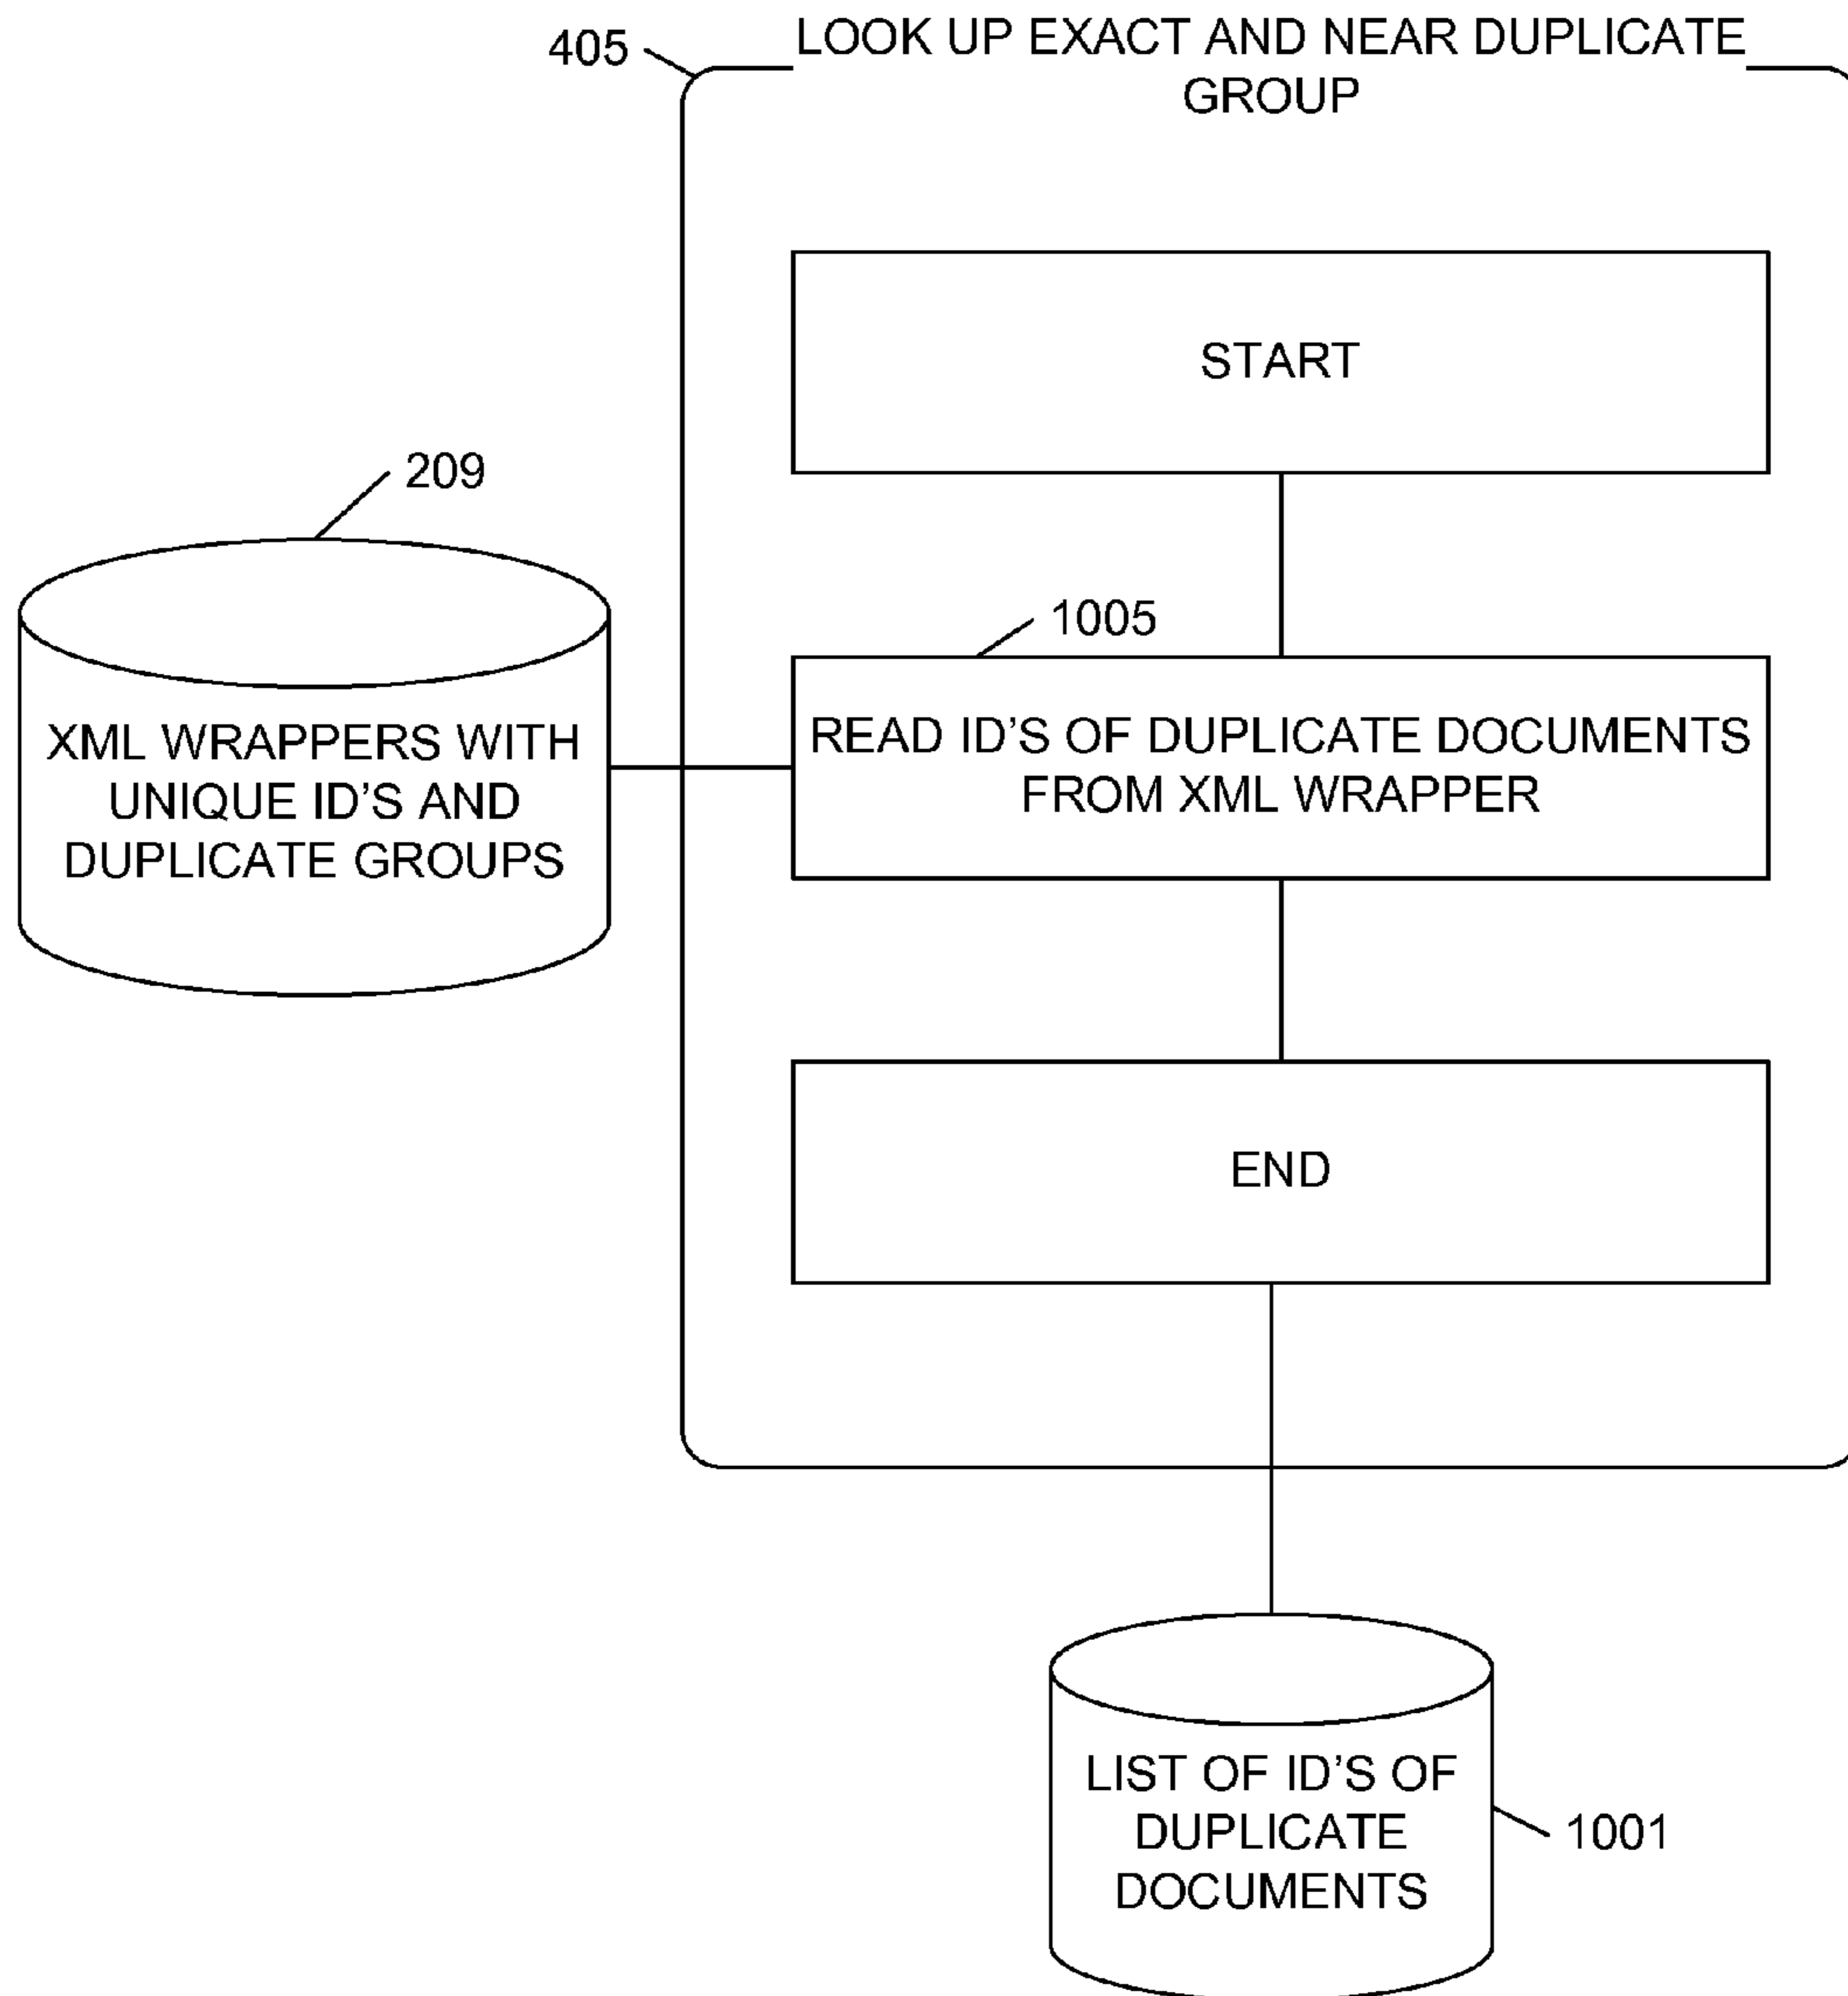 405
LOOK UP EXACT AND NEAR DUPLICATE
GROUP
START
209
1005
XML WRAPPERS WITH
UNIQUE ID'S AND
DUPLICATE GROUPS
READ ID'S OF DUPLICATE DOCUMENTS
FROM XML WRAPPER
END
LIST OF ID'S OF
DUPLICATE
DOCUMENTS
1001